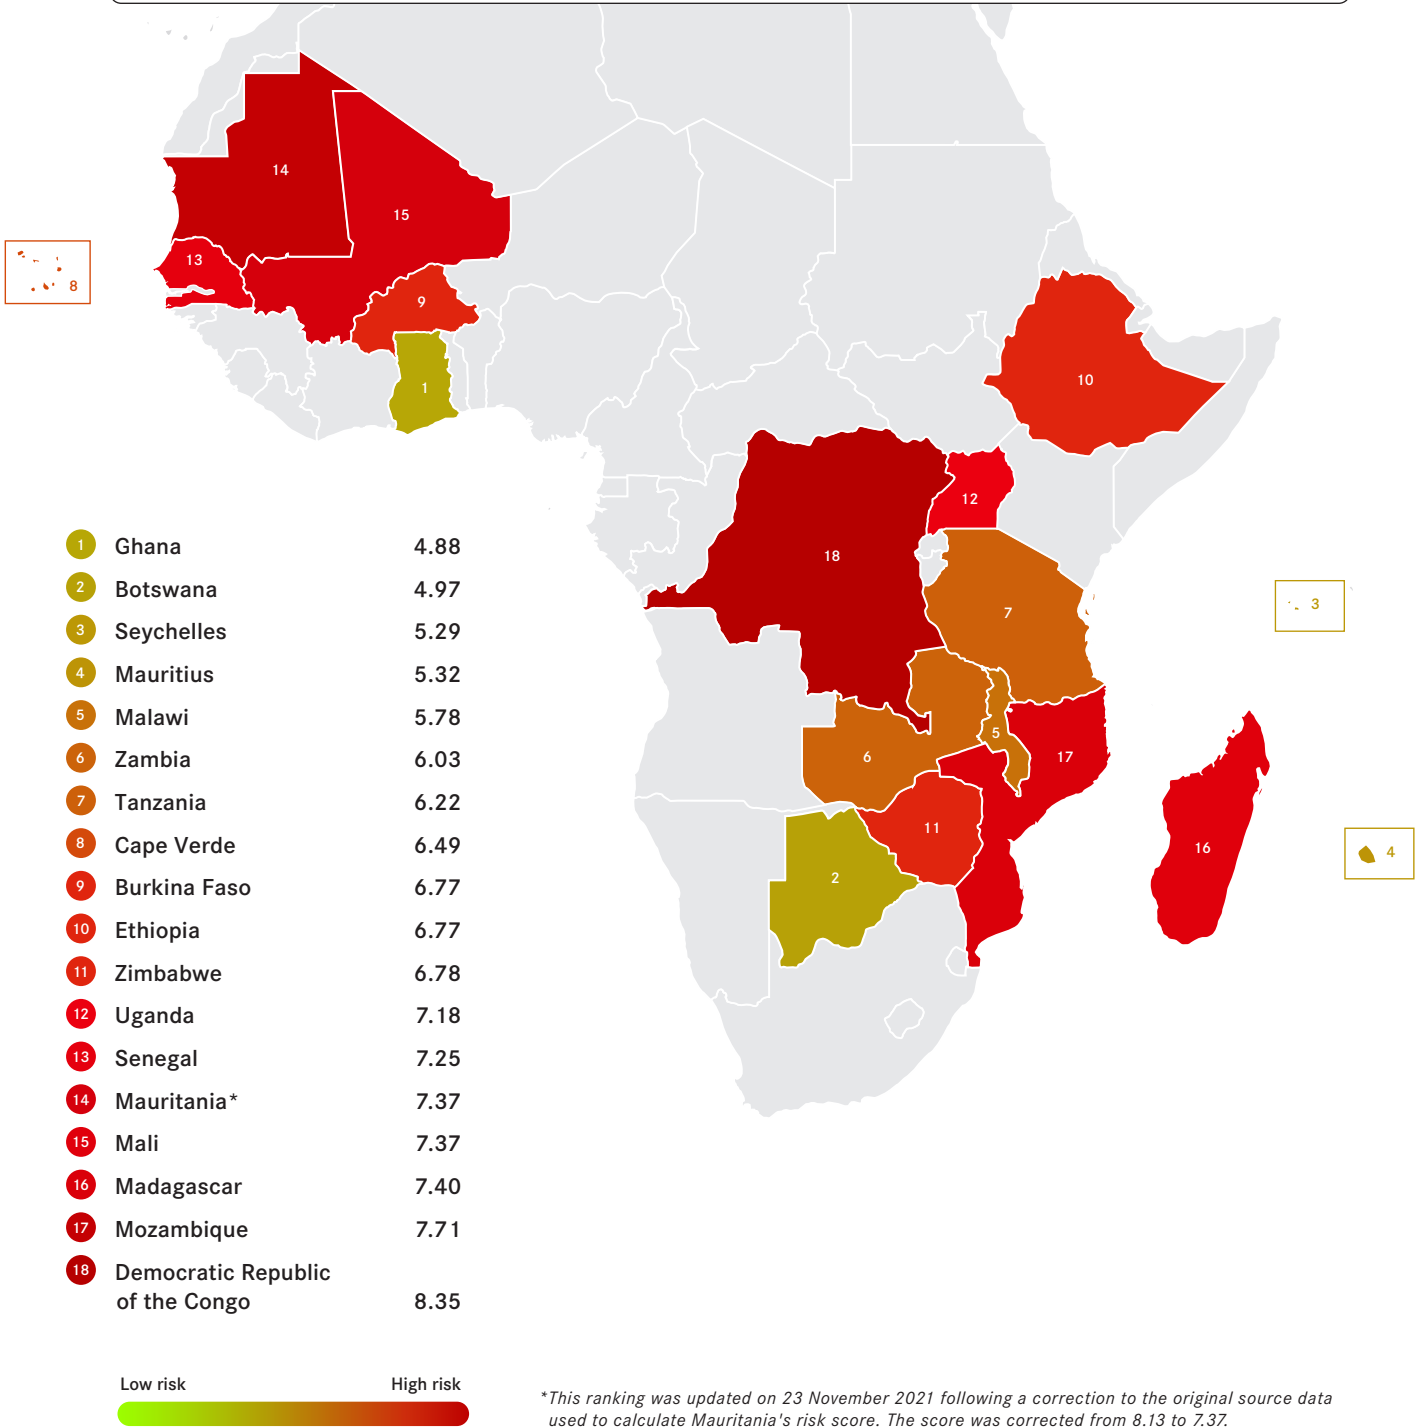 14
15
13
8
9
1
10
12
18
7
3
5
6
17
11
16
4
2
1 Ghana 4.88
2 Botswana 4.97
3 Seychelles 5.29
4 Mauritius 5.32
5 Malawi 5.78
6 Zambia 6.03
7 Tanzania 6.22
8 Cape Verde 6.49
9 Burkina Faso 6.77
10 Ethiopia 6.77
11 Zimbabwe 6.78
12 Uganda 7.18
13 Senegal 7.25
14 Mauritania* 7.37
15 Mali 7.37
16 Madagascar 7.40
17 Mozambique 7.71
18 Democratic Republic
of the Congo 8.35
Low risk High risk
*This ranking was updated on 23 November 2021 following a correction to the original source data
used to calculate Mauritania's risk score. The score was corrected from 8.13 to 7.37.